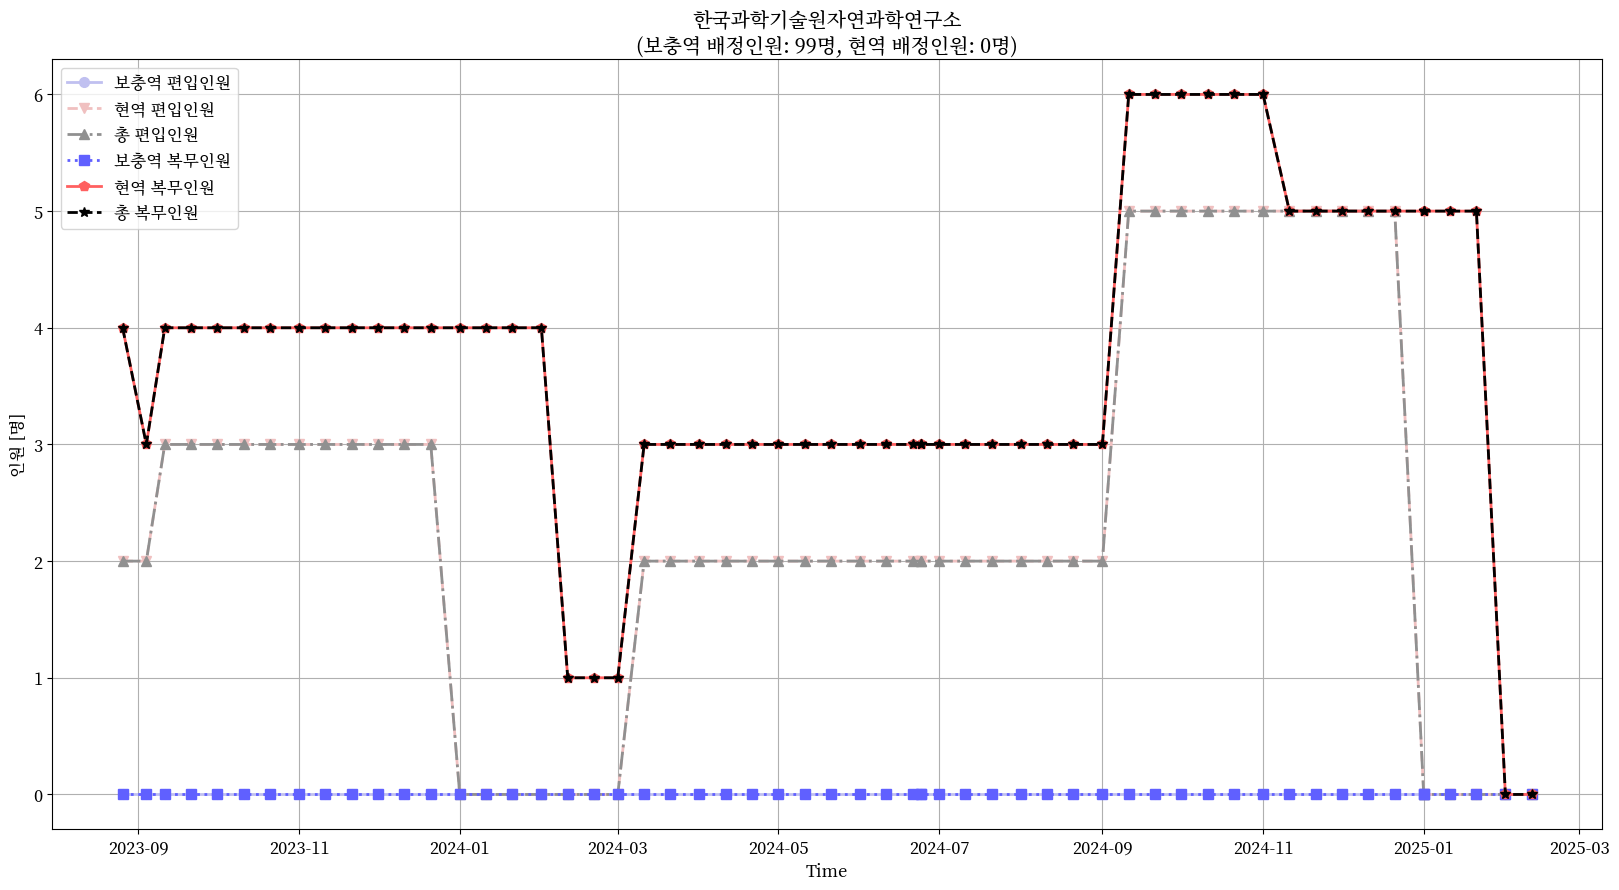 한국과학기술원자연과학연구소
(보충역 배정인원: 99명, 현역 배정인원: 0명)
보충역 편입인원
현역 편입인원
총 편입인원
보충역 복무인원
현역 복무인원
총 복무인원
인원 [명]
6
5
4
3
2
1
0
2023-09
2023-11
2024-01
2024-03
2024-05
2024-07
2024-09
2024-11
2025-01
2025-03
Time